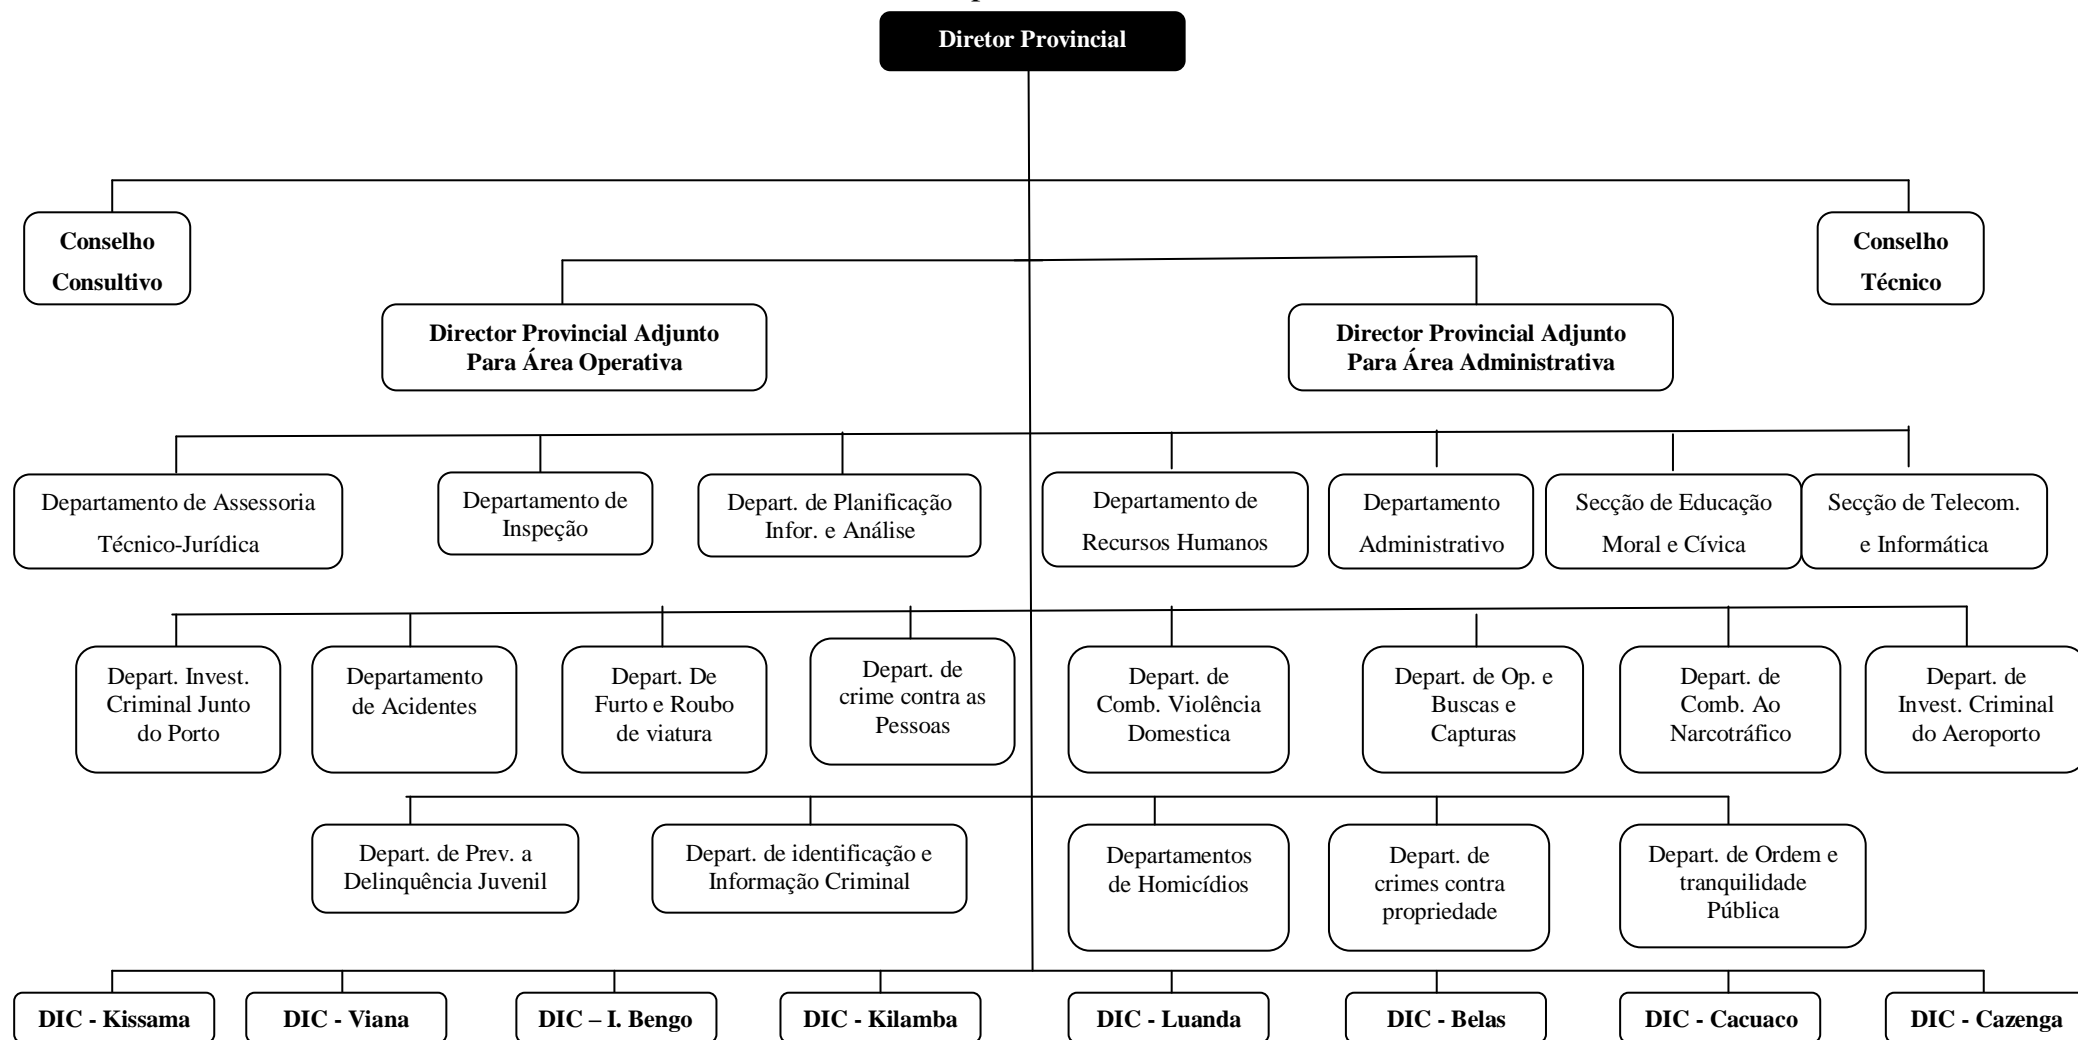 Diretor Provincial
Conselho
Consultivo
Conselho
Técnico
Director Provincial Adjunto
Para Área Operativa
Director Provincial Adjunto
Para Área Administrativa
Departamento de Assessoria
Técnico-Jurídica
Departamento de
Inspeção
Depart. de Planificação
Infor. e Análise
Departamento de
Recursos Humanos
Departamento
Administrativo
Secção de Educação
Moral e Cívica
Secção de Telecom.
e Informática
Depart. Invest.
Criminal Junto
do Porto
Departamento
de Acidentes
Depart. De
Furto e Roubo
de viatura
Depart. de
crime contra as
Pessoas
Depart. de
Comb. Violência
Domestica
Depart. de Op. e
Buscas e
Capturas
Depart. de
Comb. Ao
Narcotráfico
Depart. de
Invest. Criminal
do Aeroporto
Depart. de Prev. a
Delinquência Juvenil
Depart. de identificação e
Informação Criminal
Departamentos
de Homicídios
Depart. de
crimes contra
propriedade
Depart. de Ordem e
tranquilidade
Pública
DIC - Kissama
DIC - Viana
DIC – I. Bengo
DIC - Kilamba
DIC - Luanda
DIC - Belas
DIC - Cacuaco
DIC - Cazenga